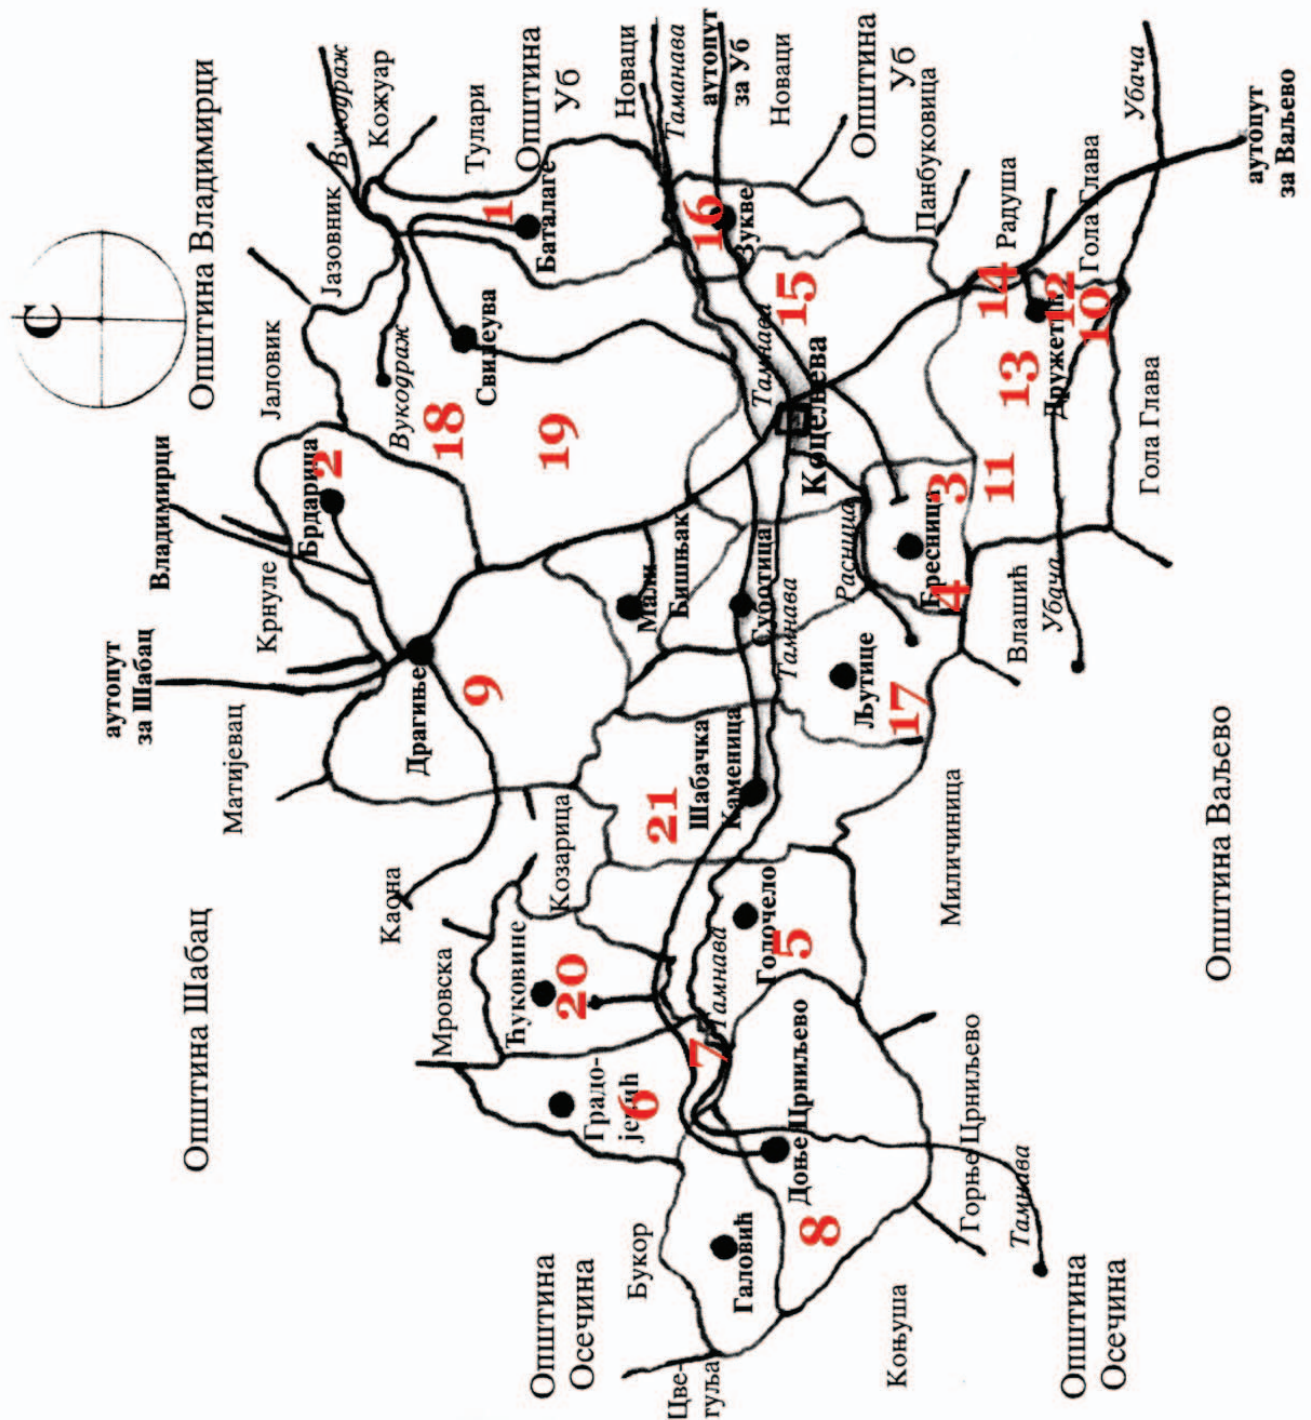 С
Општина Владимирци
Општина Шабац
аутопут
за Шабац
Владимирци
Матијевац
Крнуле
Јаловик
Јазовник
Вукодраж
Кожуар
Тулари
Општина
Уб
Новаци
Таманава
аутопут
за Уб
Новаци
Општина
Уб
Панбуковица
Убача
Каона
Мровска
Козарица
Драгиње
9
Брдарица
2
Вукодраж
18
Свилеува
19
1
Баталаге
Ћуковине
20
Градо-
јевић
6
Мали
Бишњак
Шабачка
Каменица
21
Суботица
Тамнава
Тамнава
Коцељева
16
Зукве
15
Тамнава
7
Голочело
5
Доње Црниљево
8
Галовић
Љутице
17
Расница
Бресница
3
4
11
13
Дружетић
14
12
10
Радуша
Гола Глава
аутопут
за Ваљево
Гола Глава
Влашић
Убача
Миличиница
Општина Ваљево
Горње Црниљево
Тамнава
Букор
Општина
Осечина
Цве-
гуља
Коњуша
Општина
Осечина